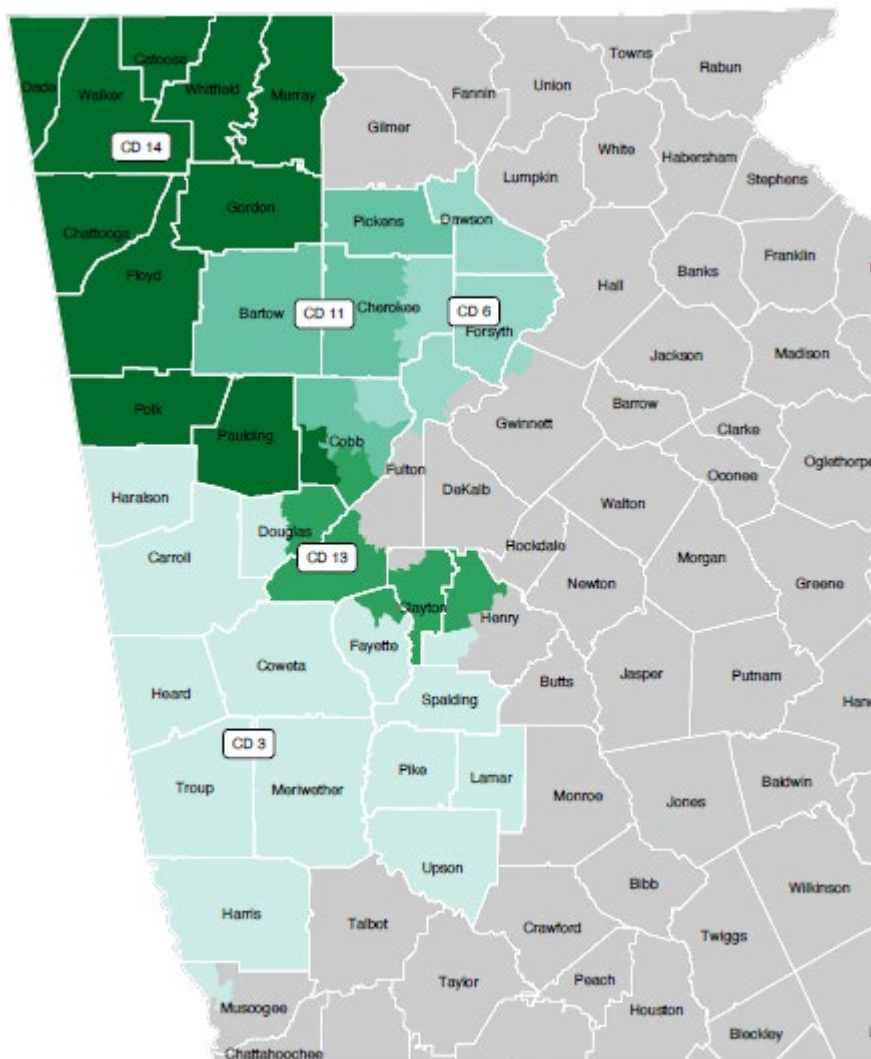 Towns
Rabun
Catoosa
Union
Dade
Whitfield
Walker
Murray
Fannin
Gilmer
CD 14
White
Habersham
Lumpkin
Stephens
Gordon
Pickens
Dawson
Chattooga
Franklin
Floyd
Banks
Hall
Bartow
CD 11
Cherokee
CD 6
Forsyth
Jackson
Madison
Barrow
Polk
Gwinnett
Clarke
Paulding
Cobb
Fulton
Oconee
Oglethorpe
DeKalb
Haralson
Walton
Douglas
Carroll
CD 13
Rockdale
Morgan
Newton
Greene
Clayton
Henry
Fayette
Coweta
Jasper
Putnam
Butts
Heard
Spalding
Hanc
CD 3
Pike
Lamar
Baldwin
Troup
Meriwether
Monroe
Jones
Upson
Bibb
Wilkinson
Harris
Talbot
Crawford
Twiggs
Peach
Taylor
Muscogee
Houston
Bleckley
Chattahoochee